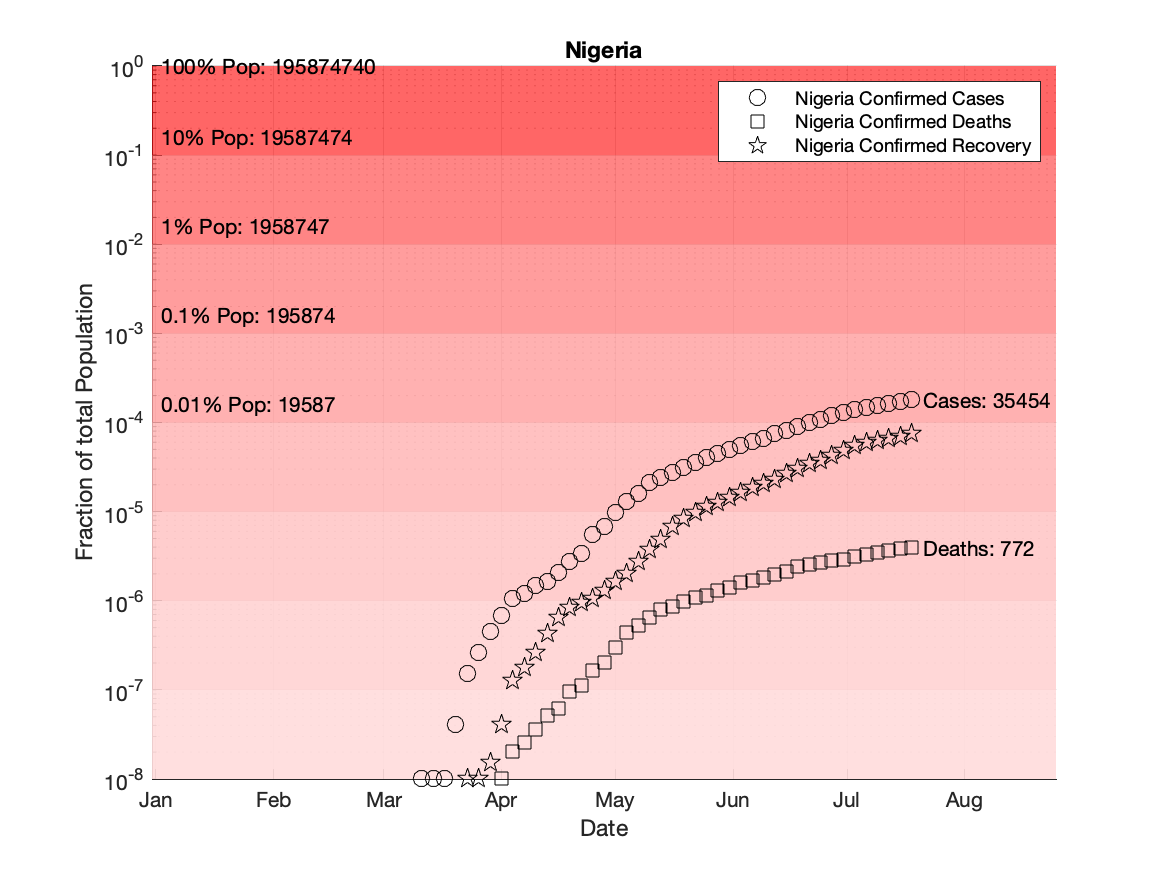 Nigeria
10^0
100% Pop: 195874740
Nigeria Confirmed Cases
Nigeria Confirmed Deaths
Nigeria Confirmed Recovery
10% Pop: 19587474
10^-1
1% Pop: 1958747
10^-2
0.1% Pop: 195874
10^-3
0.01% Pop: 19587
Cases: 35454
10^-4
10^-5
Deaths: 772
10^-6
10^-7
10^-8
Fraction of total Population
Jan Feb Mar Apr May Jun Jul Aug
Date